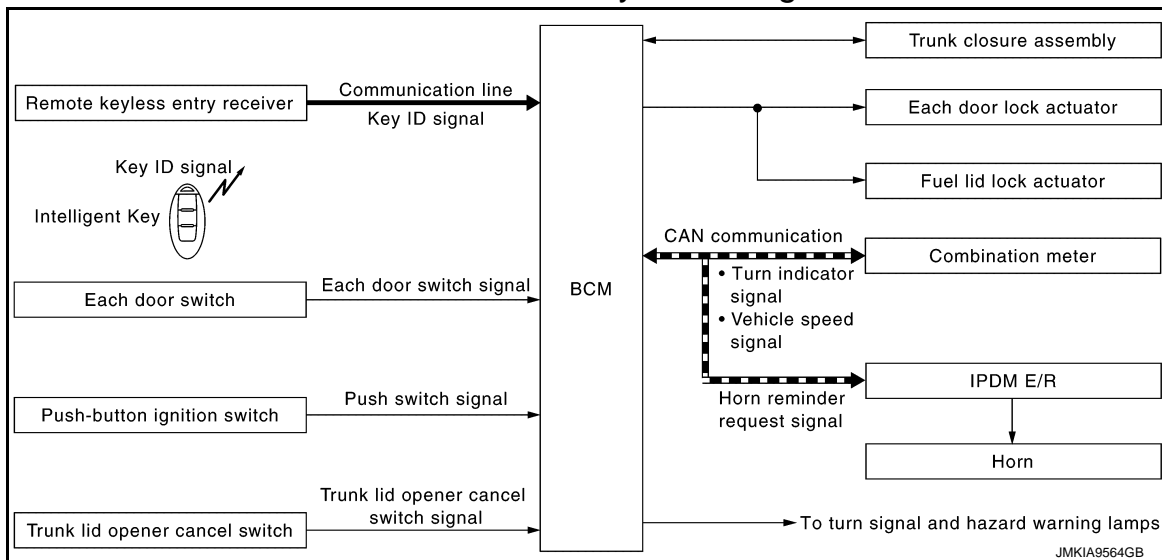 Remote keyless entry receiver
Communication line
Key ID signal
Key ID signal
Intelligent Key
Each door switch
Each door switch signal
Push-button ignition switch
Push switch signal
Trunk lid opener cancel switch
Trunk lid opener cancel
switch signal
BCM
Trunk closure assembly
Each door lock actuator
Fuel lid lock actuator
CAN communication
Combination meter
• Turn indicator
signal
• Vehicle speed
signal
IPDM E/R
Horn reminder
request signal
Horn
To turn signal and hazard warning lamps
JMKIA9564GB